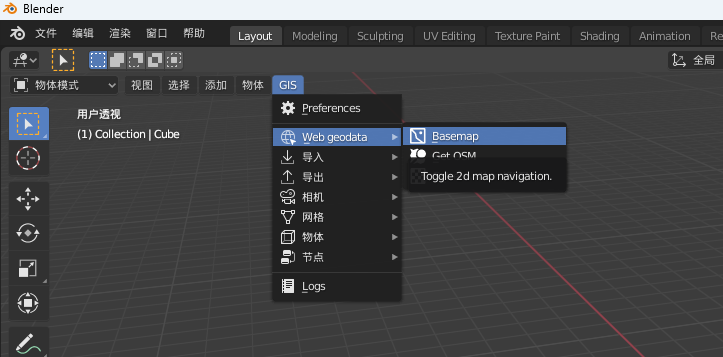 Blender
文件 编辑 渲染 窗口 帮助 Layout Modeling Sculpting UV Editing Texture Paint Shading Animation Re
全局
物体模式 视图 选择 添加 物体 GIS
用户透视
(1) Collection | Cube
Preferences
Web geodata
Basemap
Get OSM
Toggle 2d map navigation.
导入
导出
相机
网格
物体
节点
Logs